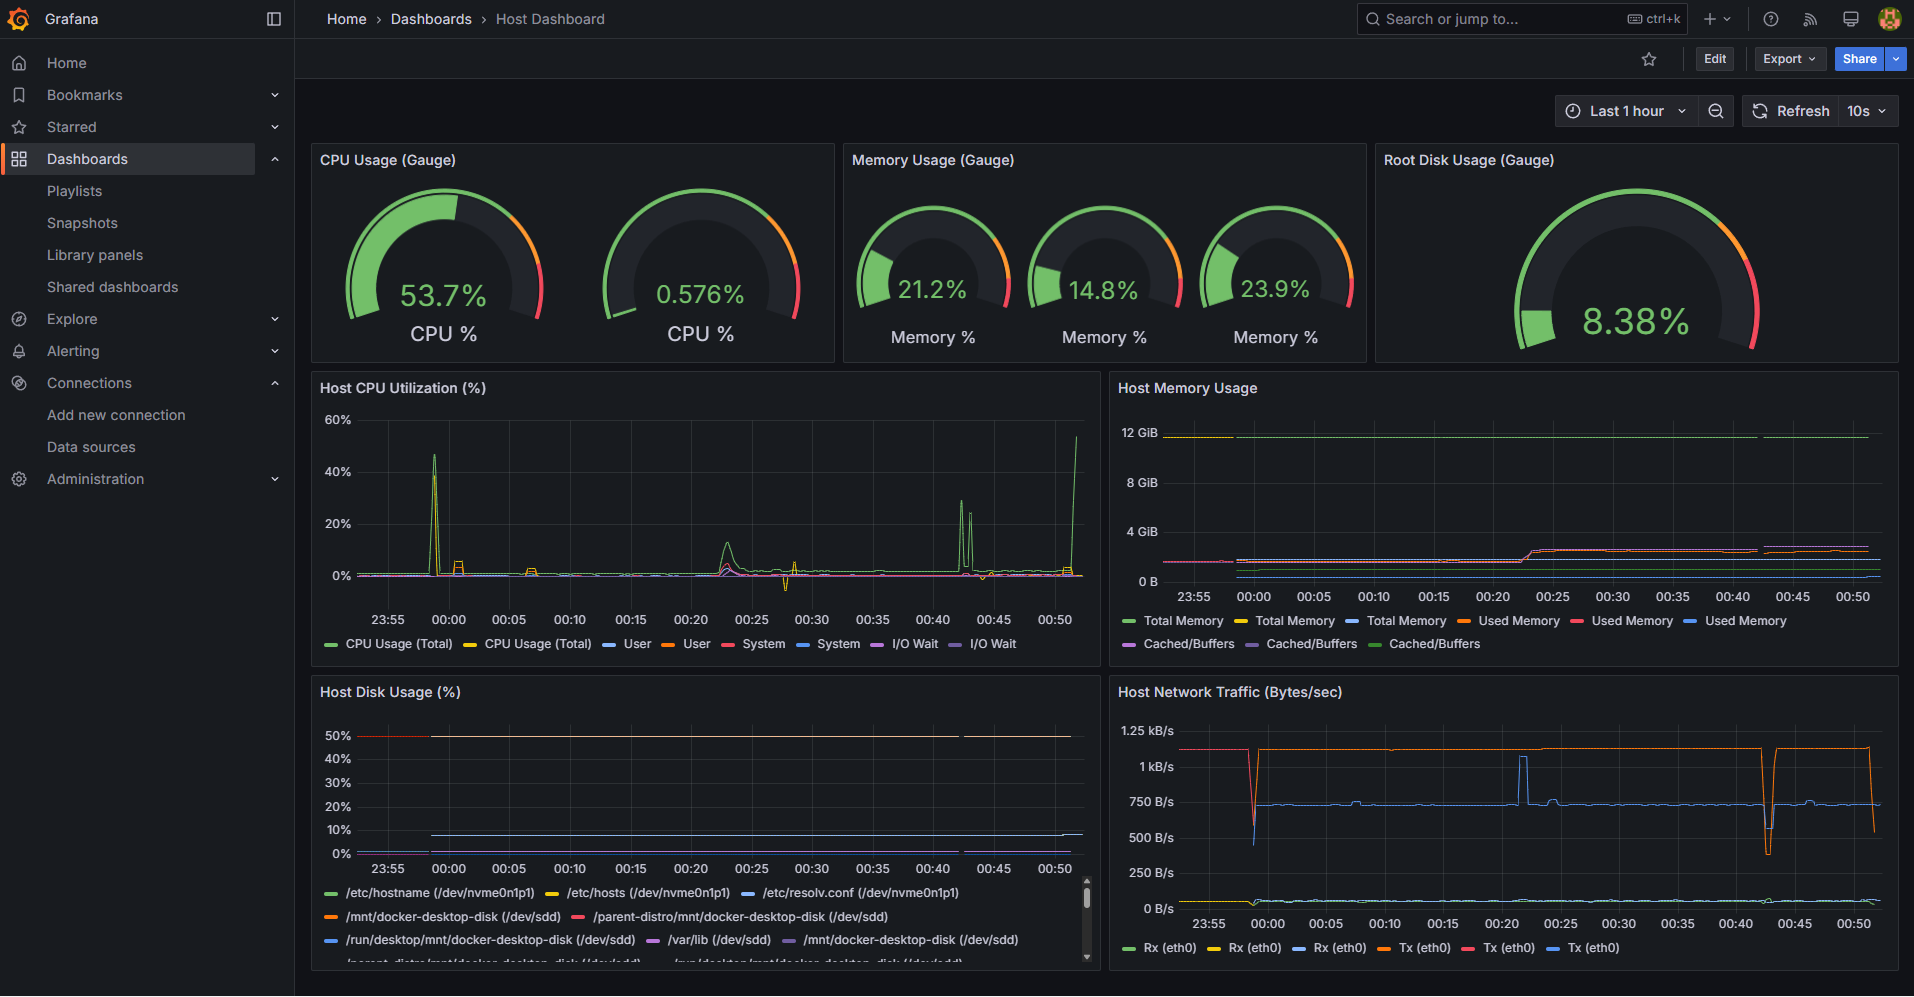 Grafana
Home › Dashboards › Host Dashboard
Search or jump to... ctrl+k
Edit Export Share
Home
Bookmarks
Starred
Dashboards
Playlists
Snapshots
Library panels
Shared dashboards
Explore
Alerting
Connections
Add new connection
Data sources
Administration
Last 1 hour Refresh 10s
CPU Usage (Gauge)
53.7% 0.576%
CPU % CPU %
Memory Usage (Gauge)
21.2% 14.8% 23.9%
Memory % Memory % Memory %
Root Disk Usage (Gauge)
8.38%
Host CPU Utilization (%)
60%
40%
20%
0%
23:55 00:00 00:05 00:10 00:15 00:20 00:25 00:30 00:35 00:40 00:45 00:50
CPU Usage (Total) CPU Usage (Total) User User System System I/O Wait I/O Wait
Host Memory Usage
12 GiB
8 GiB
4 GiB
0 B
23:55 00:00 00:05 00:10 00:15 00:20 00:25 00:30 00:35 00:40 00:45 00:50
Total Memory Total Memory Total Memory Used Memory Used Memory Used Memory
Cached/Buffers Cached/Buffers Cached/Buffers
Host Disk Usage (%)
50%
40%
30%
20%
10%
0%
23:55 00:00 00:05 00:10 00:15 00:20 00:25 00:30 00:35 00:40 00:45 00:50
/etc/hostname (/dev/nvme0n1p1) /etc/hosts (/dev/nvme0n1p1) /etc/resolv.conf (/dev/nvme0n1p1)
/mnt/docker-desktop-disk (/dev/sdd) /parent-distro/mnt/docker-desktop-disk (/dev/sdd)
/run/desktop/mnt/docker-desktop-disk (/dev/sdd) /var/lib (/dev/sdd) /mnt/docker-desktop-disk (/dev/sdd)
Host Network Traffic (Bytes/sec)
1.25 kB/s
1 kB/s
750 B/s
500 B/s
250 B/s
0 B/s
23:55 00:00 00:05 00:10 00:15 00:20 00:25 00:30 00:35 00:40 00:45 00:50
Rx (eth0) Rx (eth0) Rx (eth0) Tx (eth0) Tx (eth0) Tx (eth0)